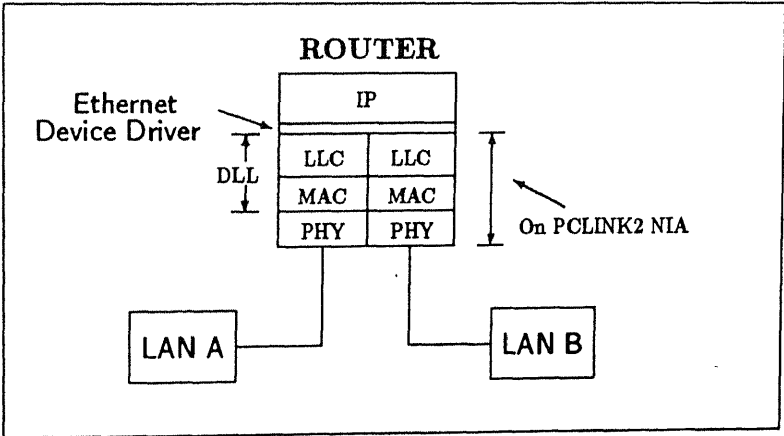 ROUTER
IP
Ethernet
Device Driver
LLC LLC
DLL
MAC MAC
PHY PHY
On PCLINK2 NIA
LAN A
LAN B